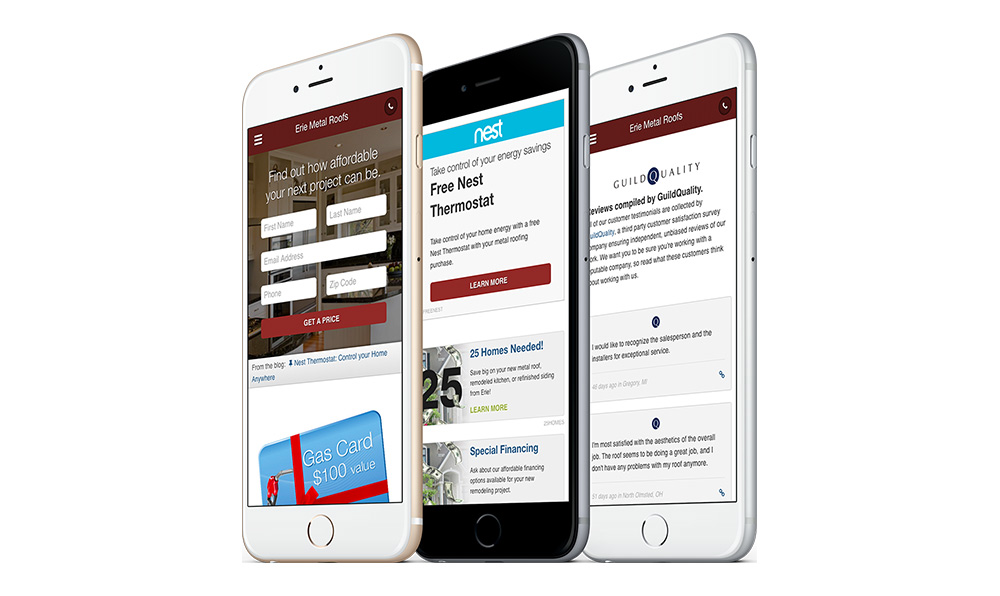 Erie Metal Roofs
Find out how affordable
your next project can be.
First Name
Last Name
Email Address
Phone
Zip Code
GET A PRICE
From the blog: Nest Thermostat: Control your Home
Anywhere
Gas Card
$100 value
nest
Take control of your energy savings
Free Nest
Thermostat
Take control of your home energy with a free
Nest Thermostat with your metal roofing
purchase.
LEARN MORE
FREENEST
25
25 Homes Needed!
Save big on your new metal roof,
remodeled kitchen, or refinished siding
from Erie!
LEARN MORE
25HOMES
Special Financing
Ask about our affordable financing
options available for your new
remodeling project.
Erie Metal Roofs
GUILDQUALITY
eviews compiled by GuildQuality.
ll of our customer testimonials are collected by
uildQuality, a third party customer satisfaction survey
ompany ensuring independent, unbiased reviews of our
ork. We want you to be sure you're working with a
eputable company, so read what these customers think
bout working with us.
Q
I would like to recognize the salesperson and the
installers for exceptional service.
48 days ago in Gregory, MI
Q
I'm most satisfied with the aesthetics of the overall
job. The roof seems to be doing a great job, and I
don't have any problems with my roof anymore.
51 days ago in North Olmsted, OH